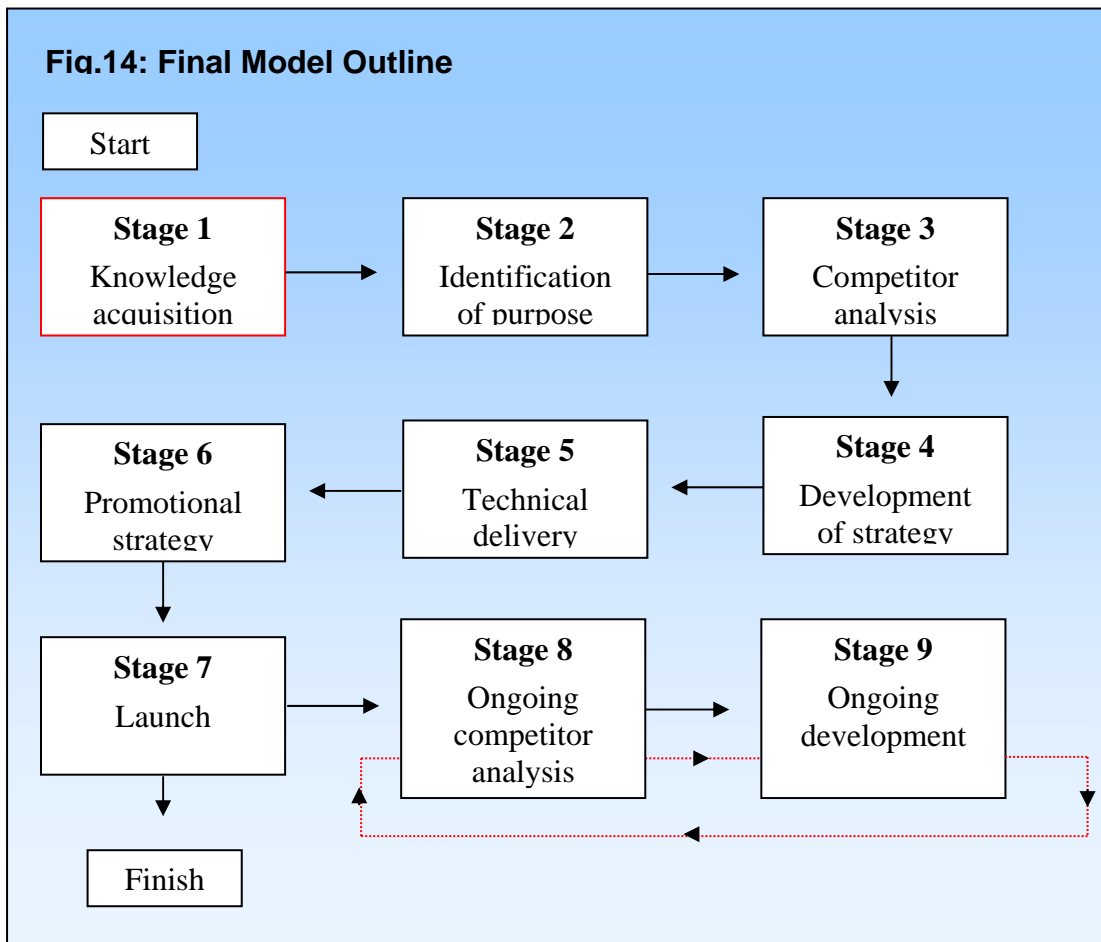 Fig.14: Final Model Outline
Start
Stage 1
Knowledge
acquisition
Stage 2
Identification
of purpose
Stage 3
Competitor
analysis
Stage 4
Development
of strategy
Stage 5
Technical
delivery
Stage 6
Promotional
strategy
Stage 7
Launch
Stage 8
Ongoing
competitor
analysis
Stage 9
Ongoing
development
Finish